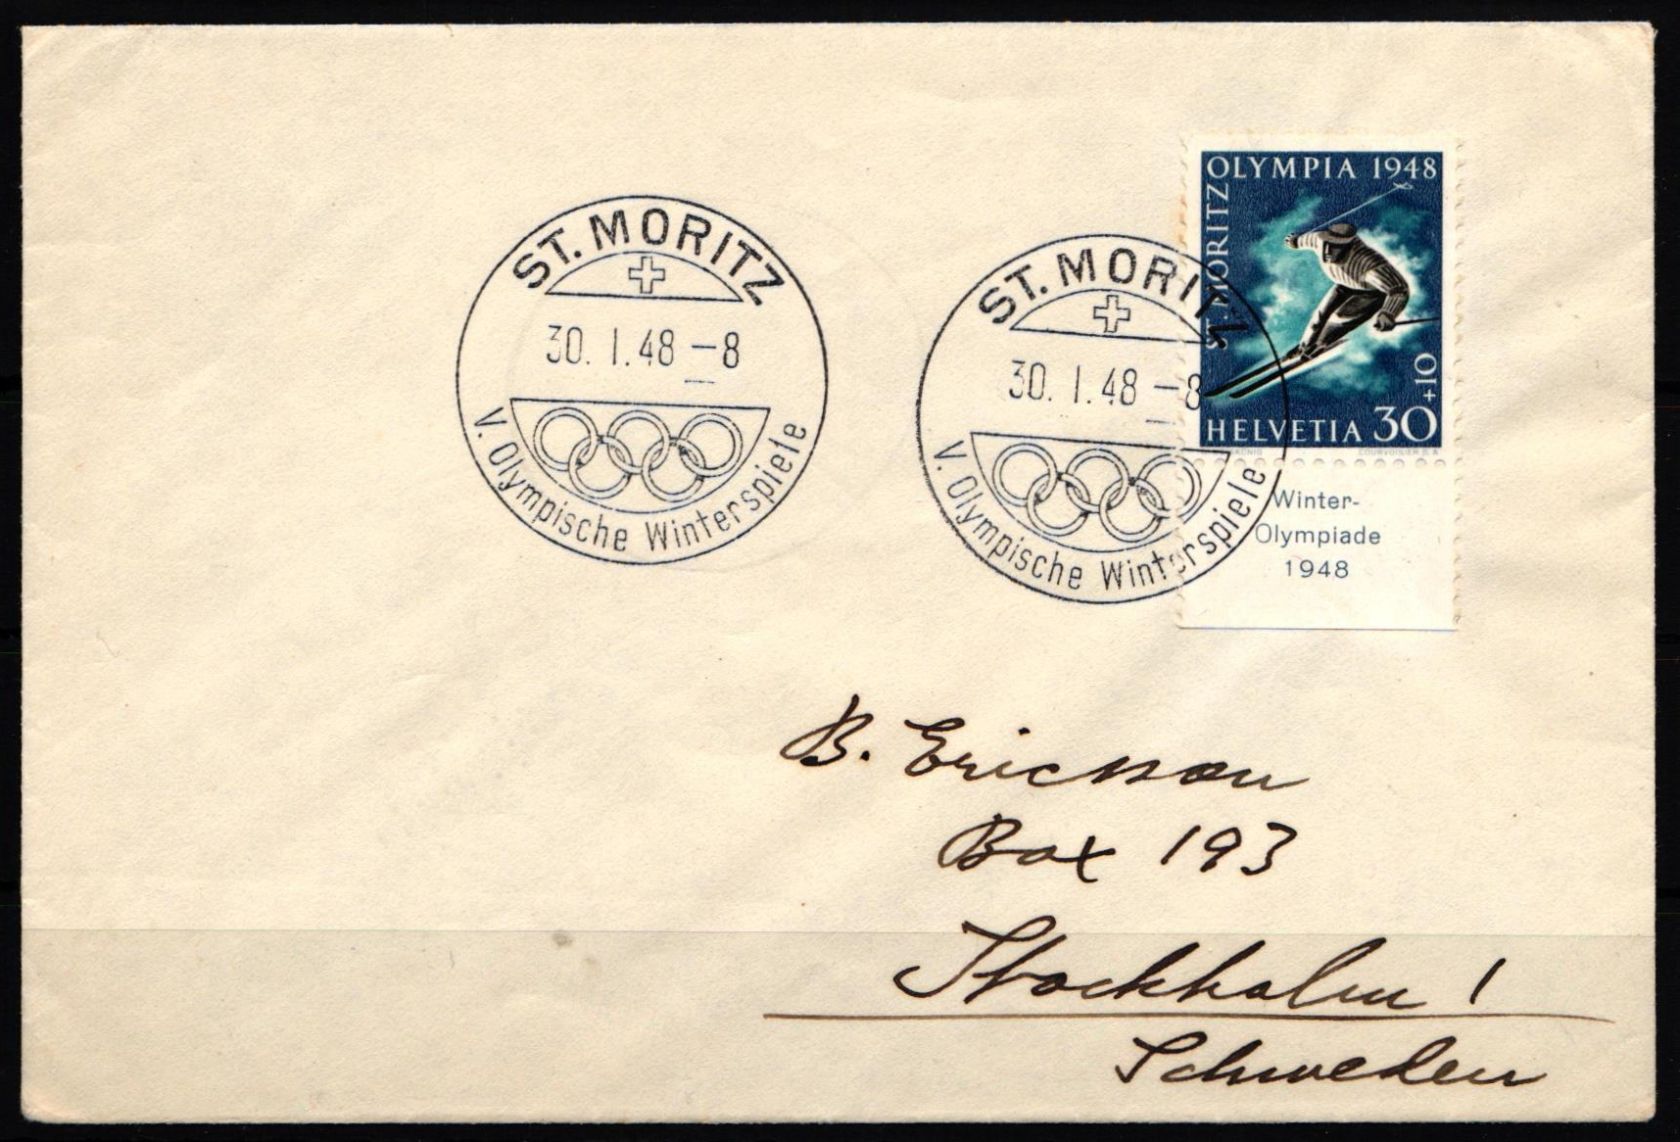 ST. MORITZ
30. I. 48 – 8
V. Olympische Winterspiele
ST. MORITZ
30. I. 48 – 8
V. Olympische Winterspiele
OLYMPIA 1948
ST. MORITZ
HELVETIA 30 +10
COURVOISIER S.A.
Winter-
Olympiade
1948
B. Ericsson
Box 193
Stockholm 1
Schweden